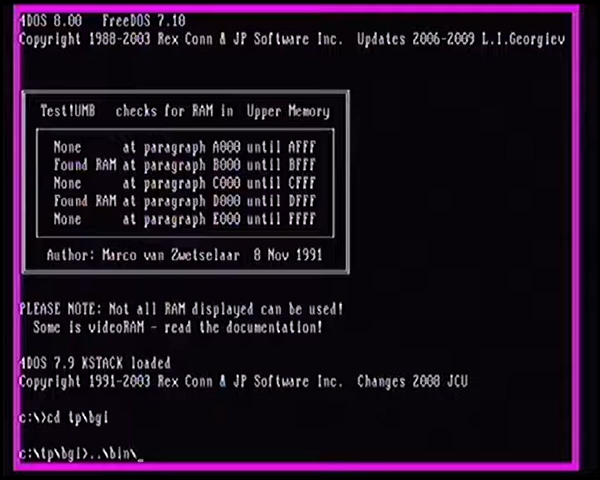 4DOS 8.00   FreeDOS 7.10
Copyright 1988-2003 Rex Conn & JP Software Inc.  Updates 2006-2009 L.I.Georgiev
Test!UMB   checks for RAM in  Upper Memory
None      at paragraph A000 until AFFF
Found RAM at paragraph B000 until BFFF
None      at paragraph C000 until CFFF
Found RAM at paragraph D000 until DFFF
None      at paragraph E000 until FFFF
Author: Marco van Zwetselaar  8 Nov 1991
PLEASE NOTE: Not all RAM displayed can be used!
Some is videoRAM - read the documentation!
4DOS 7.9 KSTACK loaded
Copyright 1991-2003 Rex Conn & JP Software Inc.  Changes 2008 JCU
c:\>cd tp\bgi
c:\tp\bgi>..\bin\_